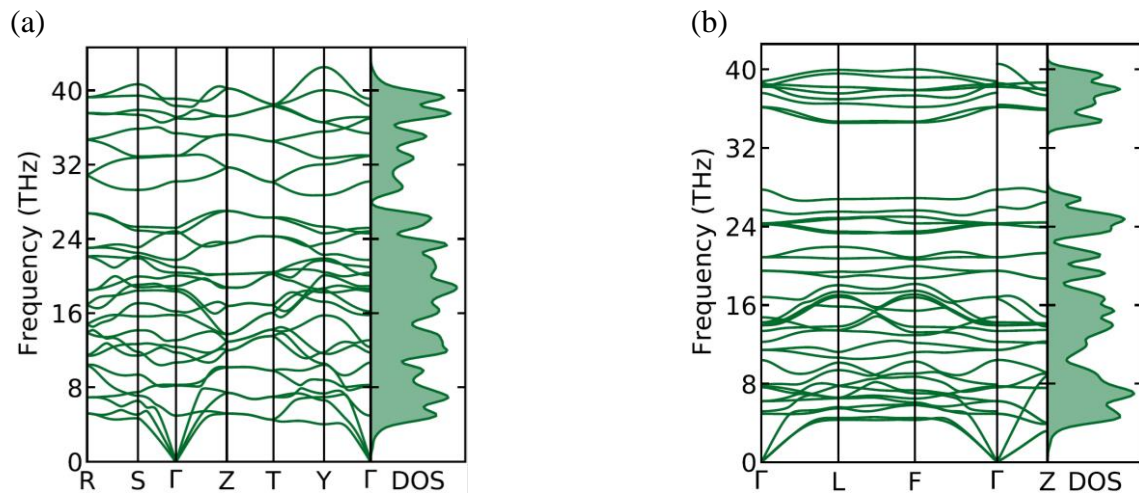 (a)
Frequency (THz)
40
32
24
16
8
0
R S Γ Z T Y Γ DOS
(b)
Frequency (THz)
40
32
24
16
8
0
Γ L F Γ Z DOS